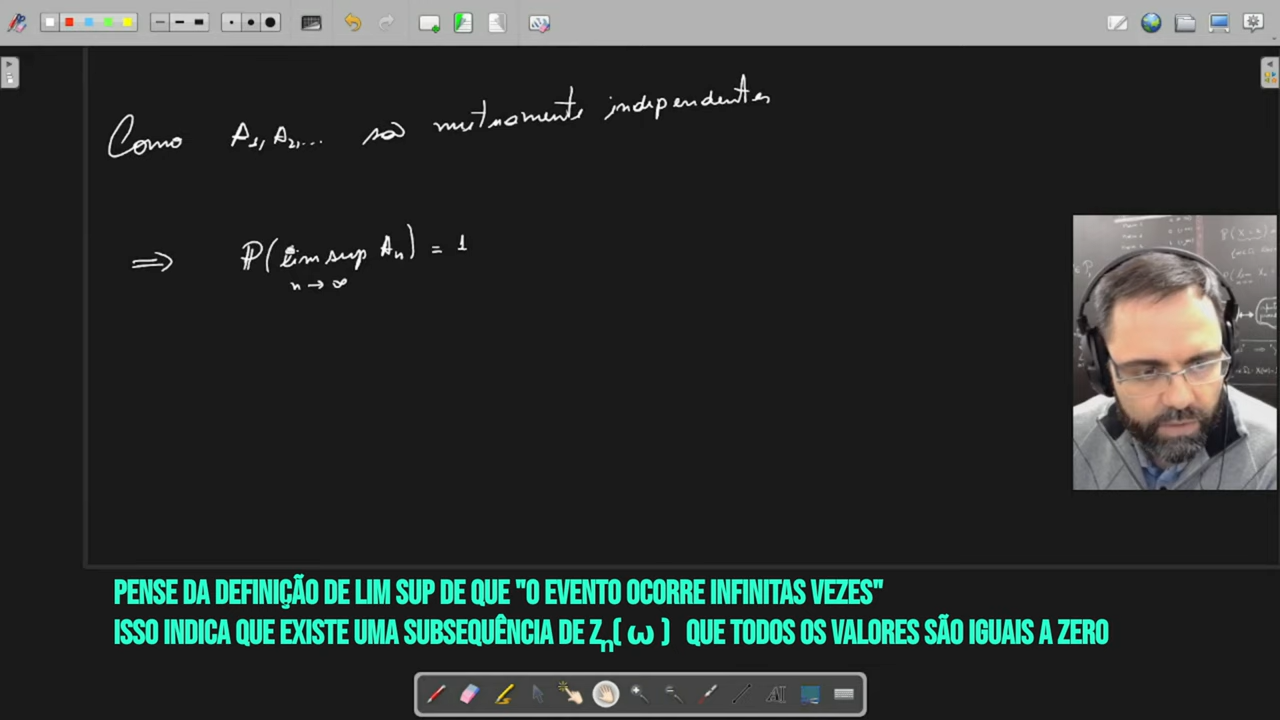 Como A₁, A₂, ... são mutuamente independentes
⇒ ℙ(lim sup Aₙ) = 1
n → ∞
PENSE DA DEFINIÇÃO DE LIM SUP DE QUE "O EVENTO OCORRE INFINITAS VEZES"
ISSO INDICA QUE EXISTE UMA SUBSEQUÊNCIA DE Zₙ( ω ) QUE TODOS OS VALORES SÃO IGUAIS A ZERO